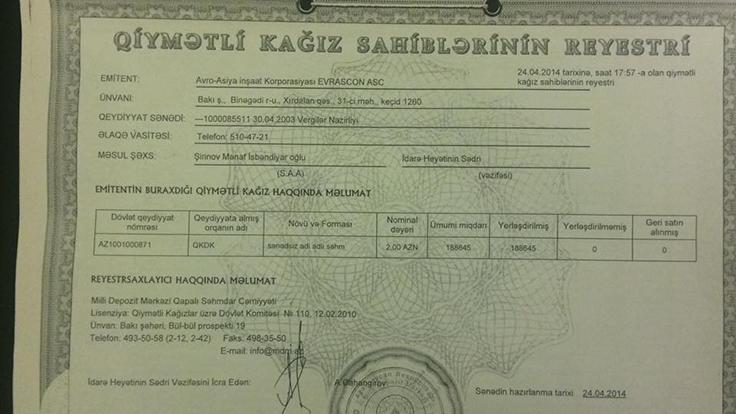 QİYMƏTLİ KAĞIZ SAHİBLƏRİNİN REYESTRİ
EMİTENT: Avro-Asiya inşaat Korporasiyası EVRASCON ASC
24.04.2014 tarixinə, saat 17:57 -a olan qiymətli kağız sahiblərinin reyestri
ÜNVANI: Bakı ş., Binəqədi r-u., Xırdalan qəs., 31-ci məh., keçid 1260
QEYDİYYAT SƏNƏDİ: —1000085511 30.04.2003 Vergilər Nazirliyi
ƏLAQƏ VASİTƏSİ: Telefon: 510-47-21
MƏSUL ŞƏXS: Şirinov Mənaf İsbəndiyar oğlu İdarə Heyətinin Sədri
(S.A.A) (vəzifəsi)
EMİTENTİN BURAXDIĞI QİYMƏTLİ KAĞIZ HAQQINDA MƏLUMAT
Dövlət qeydiyyat nömrəsi Qeydiyyata almış orqanın adı Növü və Forması Nominal dəyəri Ümumi miqdarı Yerləşdirilmiş Yerləşdirilməmiş Geri satın alınmış
AZ1001000871 QKDK sənədsiz adi adlı səhm 2,00 AZN 188645 188645 0 0
REYESTRSAXLAYICI HAQQINDA MƏLUMAT
Milli Depozit Mərkəzi Qapalı Səhmdar Cəmiyyəti
Lisenziya: Qiymətli Kağızlar üzrə Dövlət Komitəsi № 110, 12.02.2010
Ünvan: Bakı şəhəri, Bül-bül prospekti 19
Telefon: 493-50-58 (2-12, 2-42) Faks: 498-35-50
E-mail:
İdarə Heyətinin Sədri Vəzifəsini İcra Edən: A.Cahangirov
Sənədin hazırlanma tarixi 24.04.2014